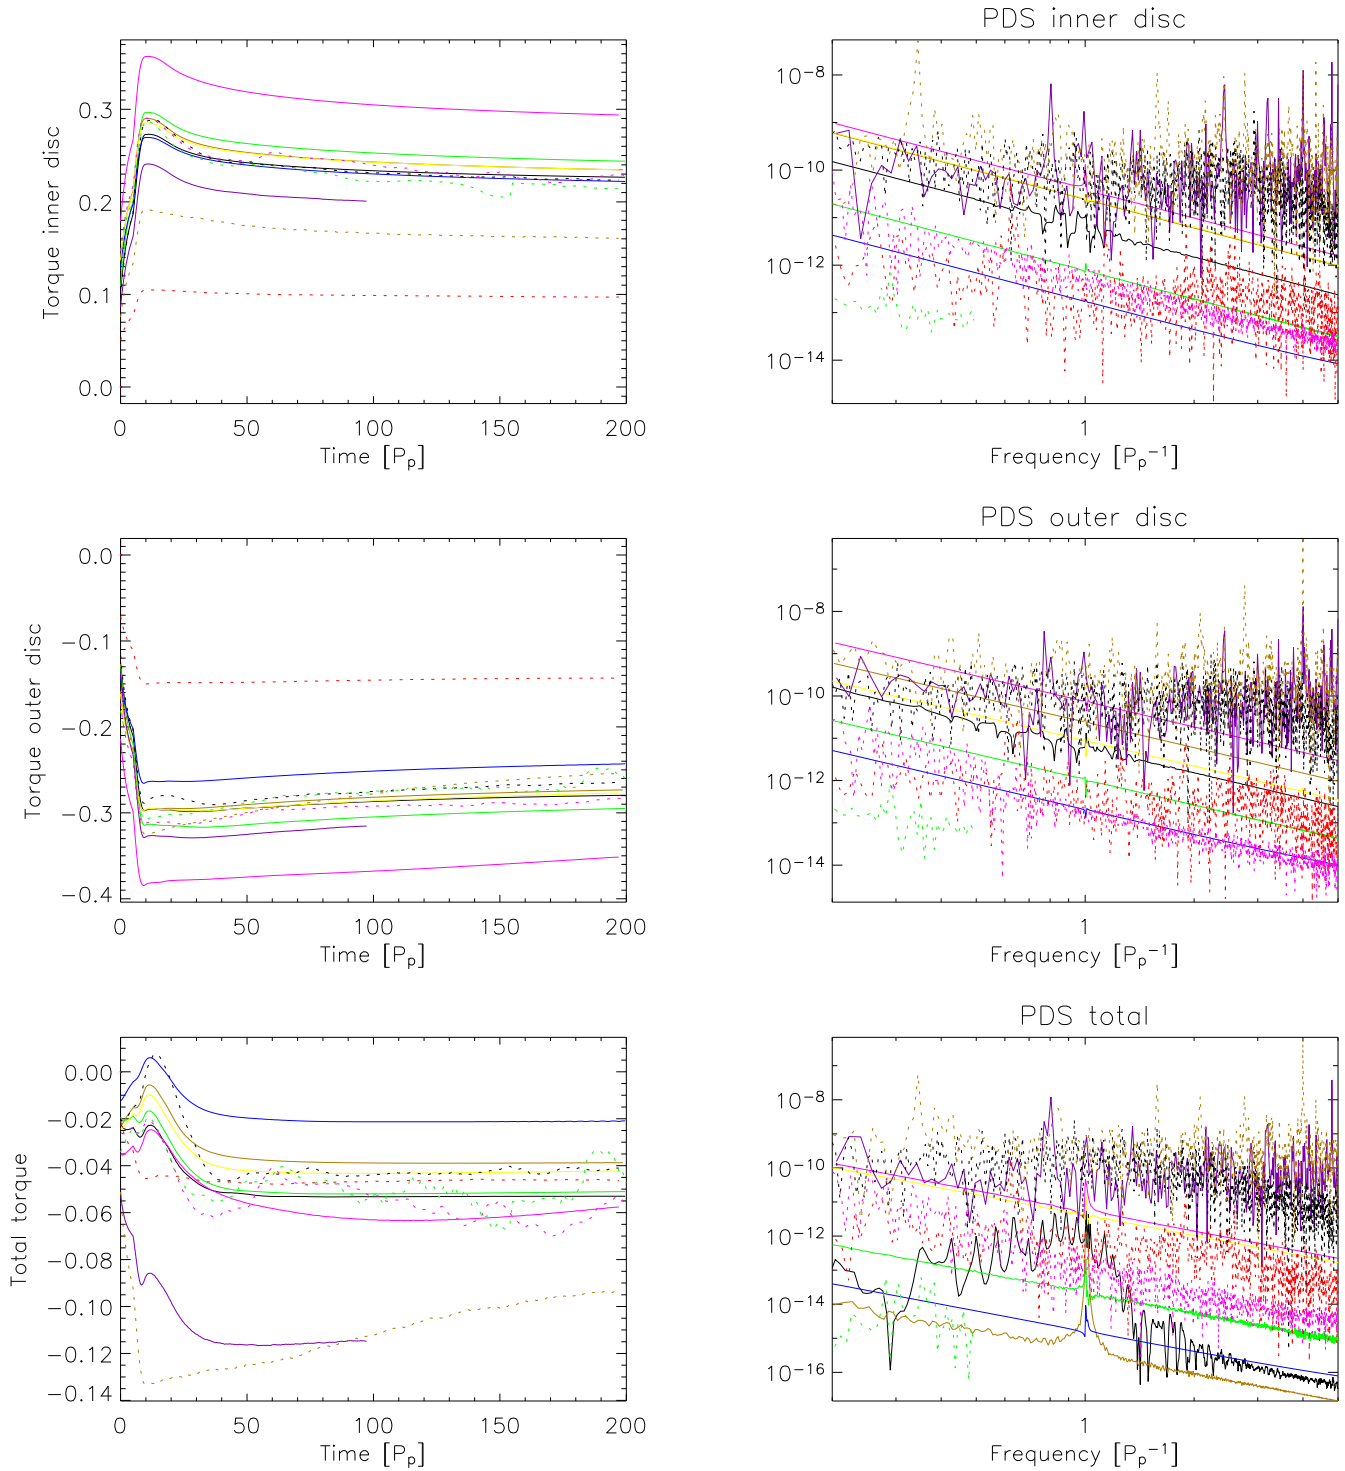 PDS inner disc
Torque inner disc
0.3
0.2
0.1
0.0
0 50 100 150 200
Time [Pp]
10−8
10−10
10−12
10−14
1
Frequency [Pp−1]
PDS outer disc
Torque outer disc
0.0
−0.1
−0.2
−0.3
−0.4
0 50 100 150 200
Time [Pp]
10−8
10−10
10−12
10−14
1
Frequency [Pp−1]
PDS total
Total torque
0.00
−0.02
−0.04
−0.06
−0.08
−0.10
−0.12
−0.14
0 50 100 150 200
Time [Pp]
10−8
10−10
10−12
10−14
10−16
1
Frequency [Pp−1]